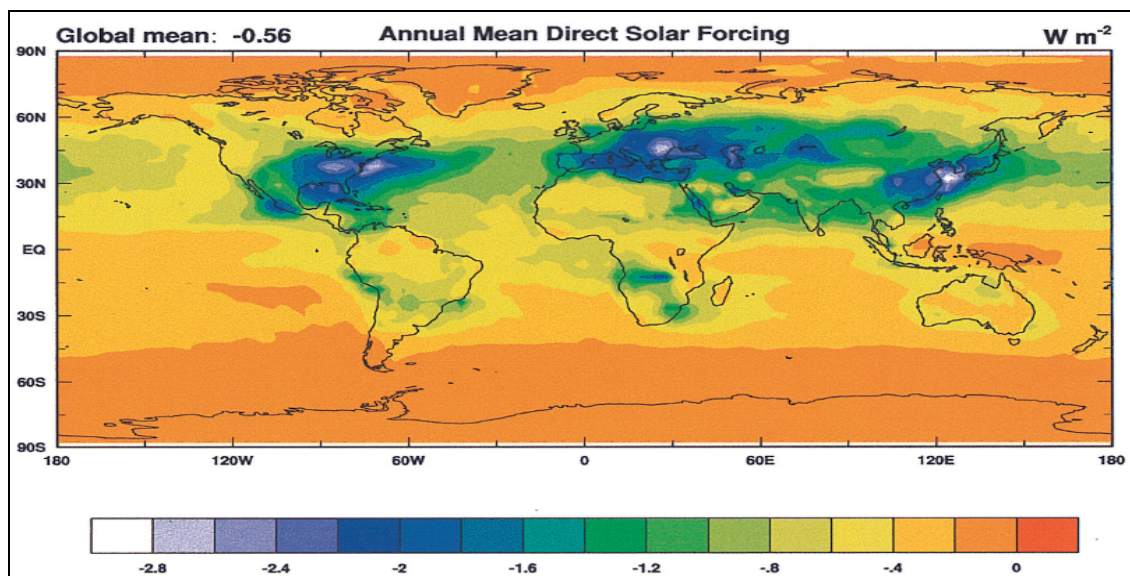 Global mean: -0.56 Annual Mean Direct Solar Forcing W m-2
90N
60N
30N
EQ
30S
60S
90S
180 120W 60W 0 60E 120E 180
-2.8 -2.4 -2 -1.6 -1.2 -.8 -.4 0